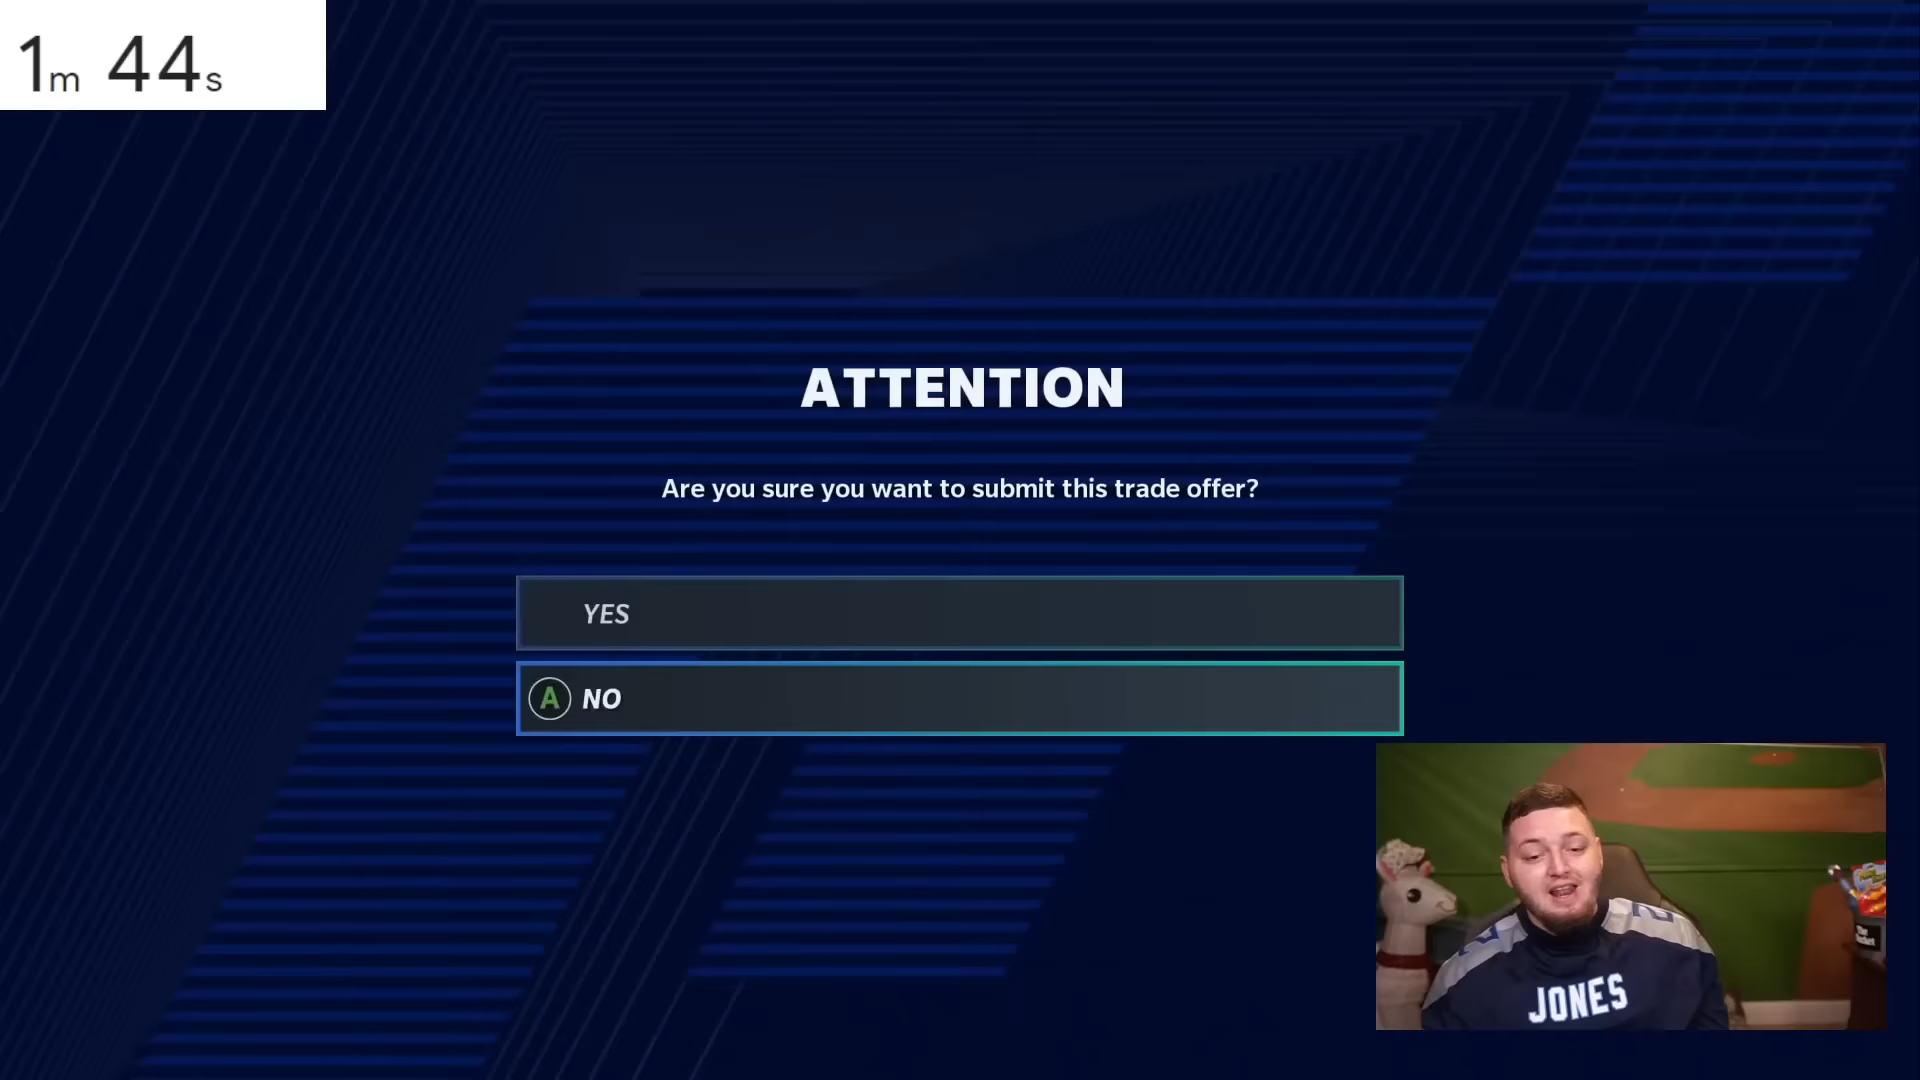 1m 44s
ATTENTION
Are you sure you want to submit this trade offer?
YES
A NO
JONES